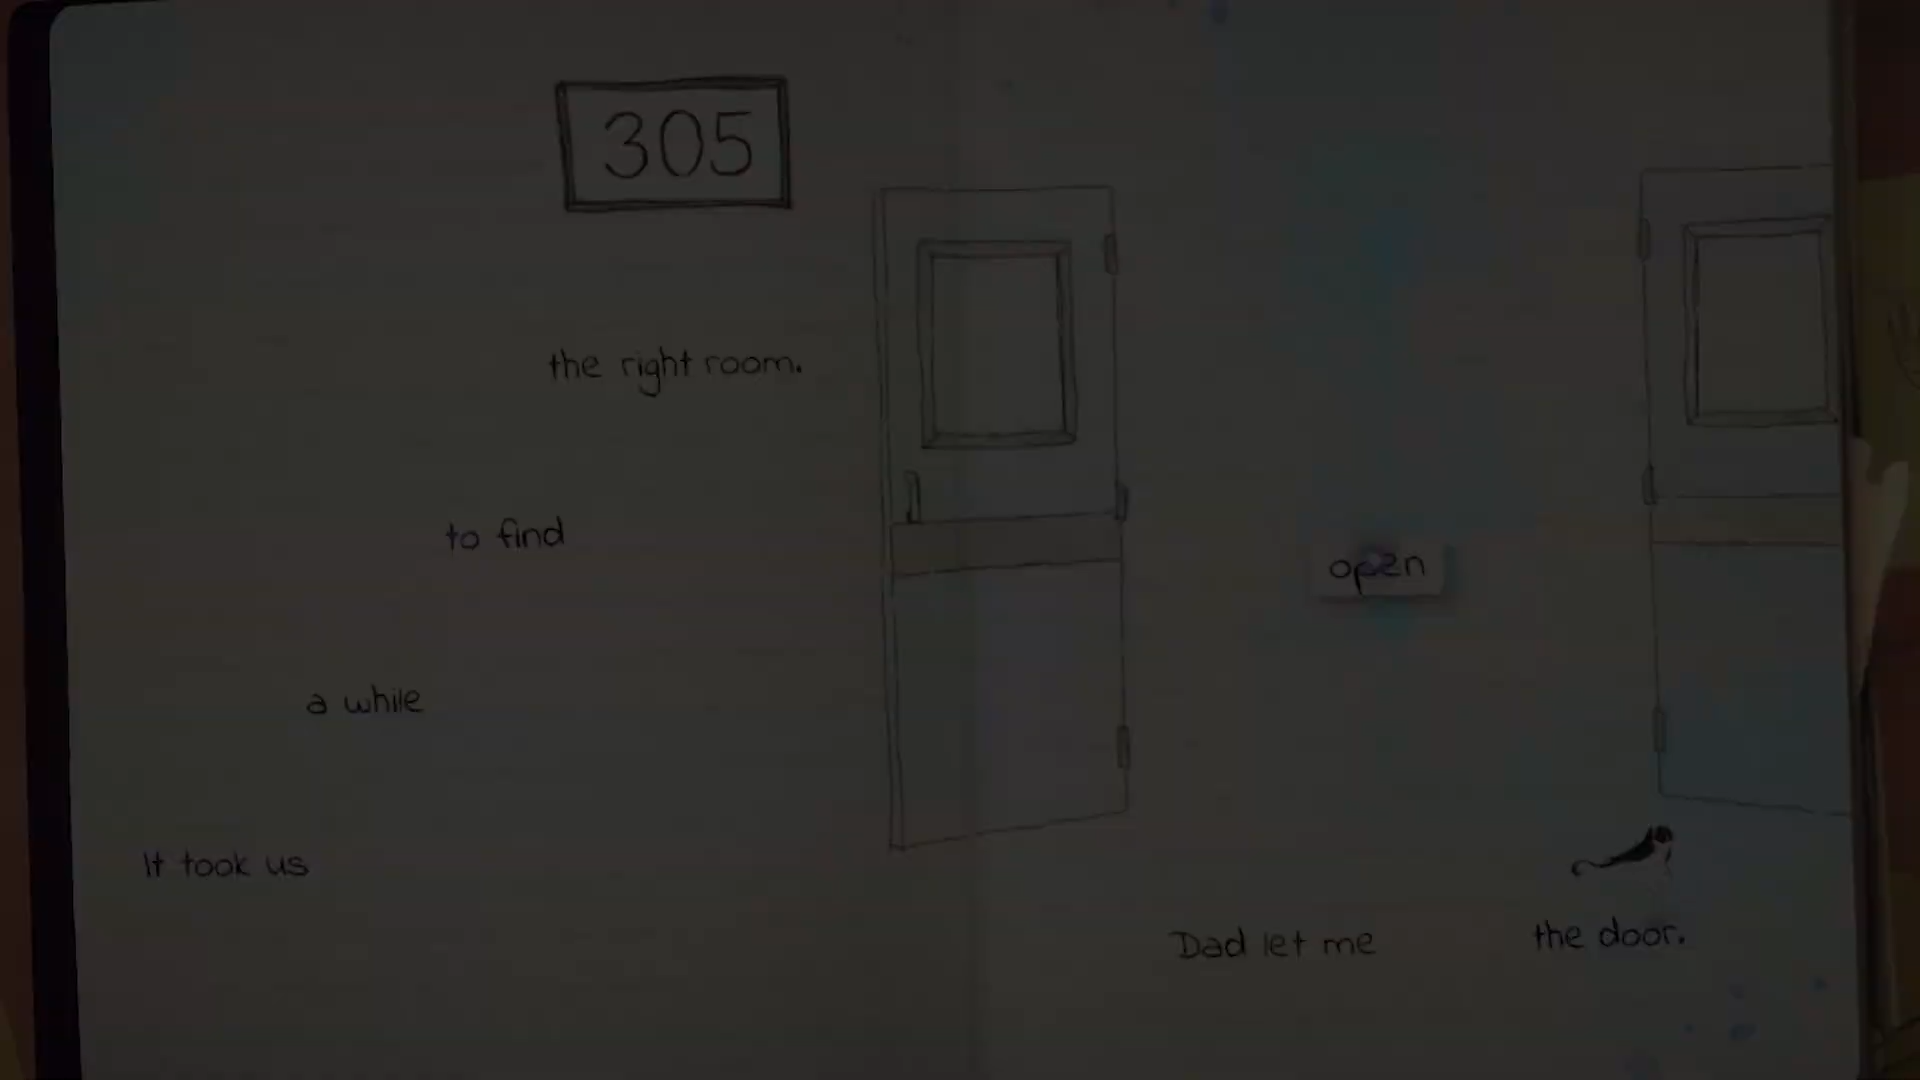 305
It took us
a while
to find
the right room.
open
Dad let me
the door.